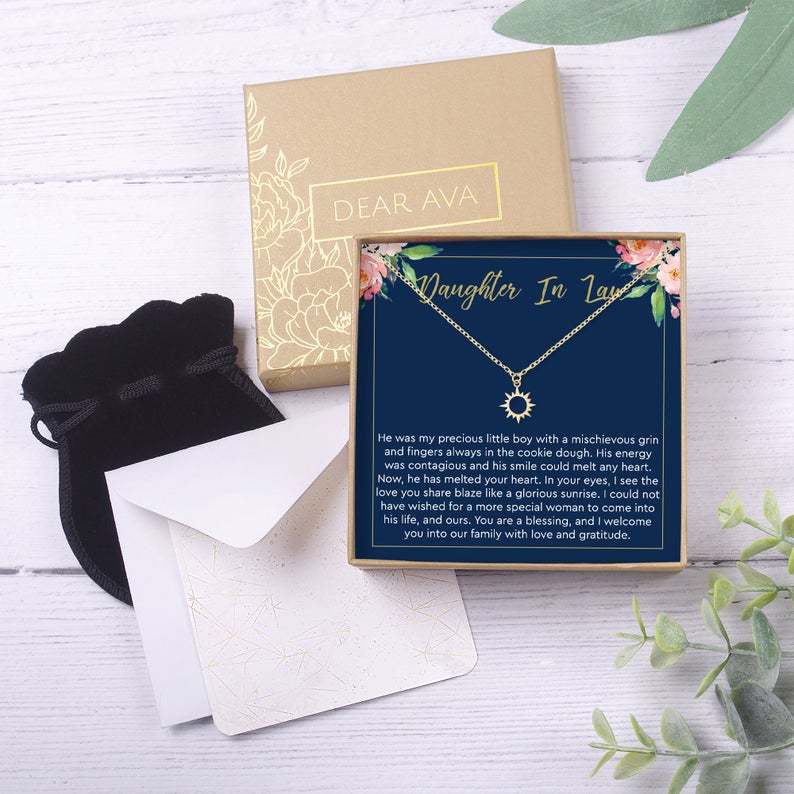 DEAR AVA
Daughter In Law
He was my precious little boy with a mischievous grin
and fingers always in the cookie dough. His energy
was contagious and his smile could melt any heart.
Now, he has melted your heart. In your eyes, I see the
love you share blaze like a glorious sunrise. I could not
have wished for a more special woman to come into
his life, and ours. You are a blessing, and I welcome
you into our family with love and gratitude.